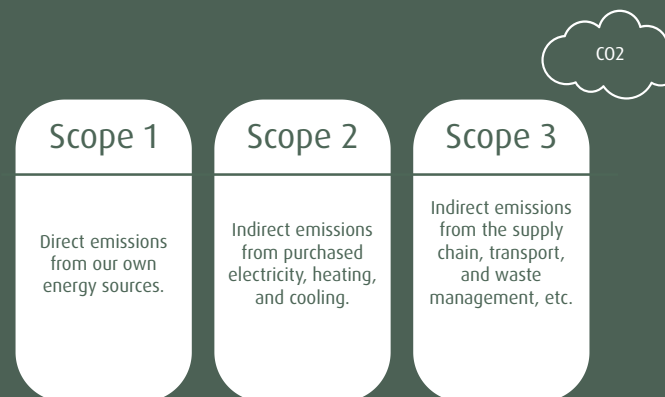 CO2
Scope 1
Direct emissions
from our own
energy sources.
Scope 2
Indirect emissions
from purchased
electricity, heating,
and cooling.
Scope 3
Indirect emissions
from the supply
chain, transport,
and waste
management, etc.